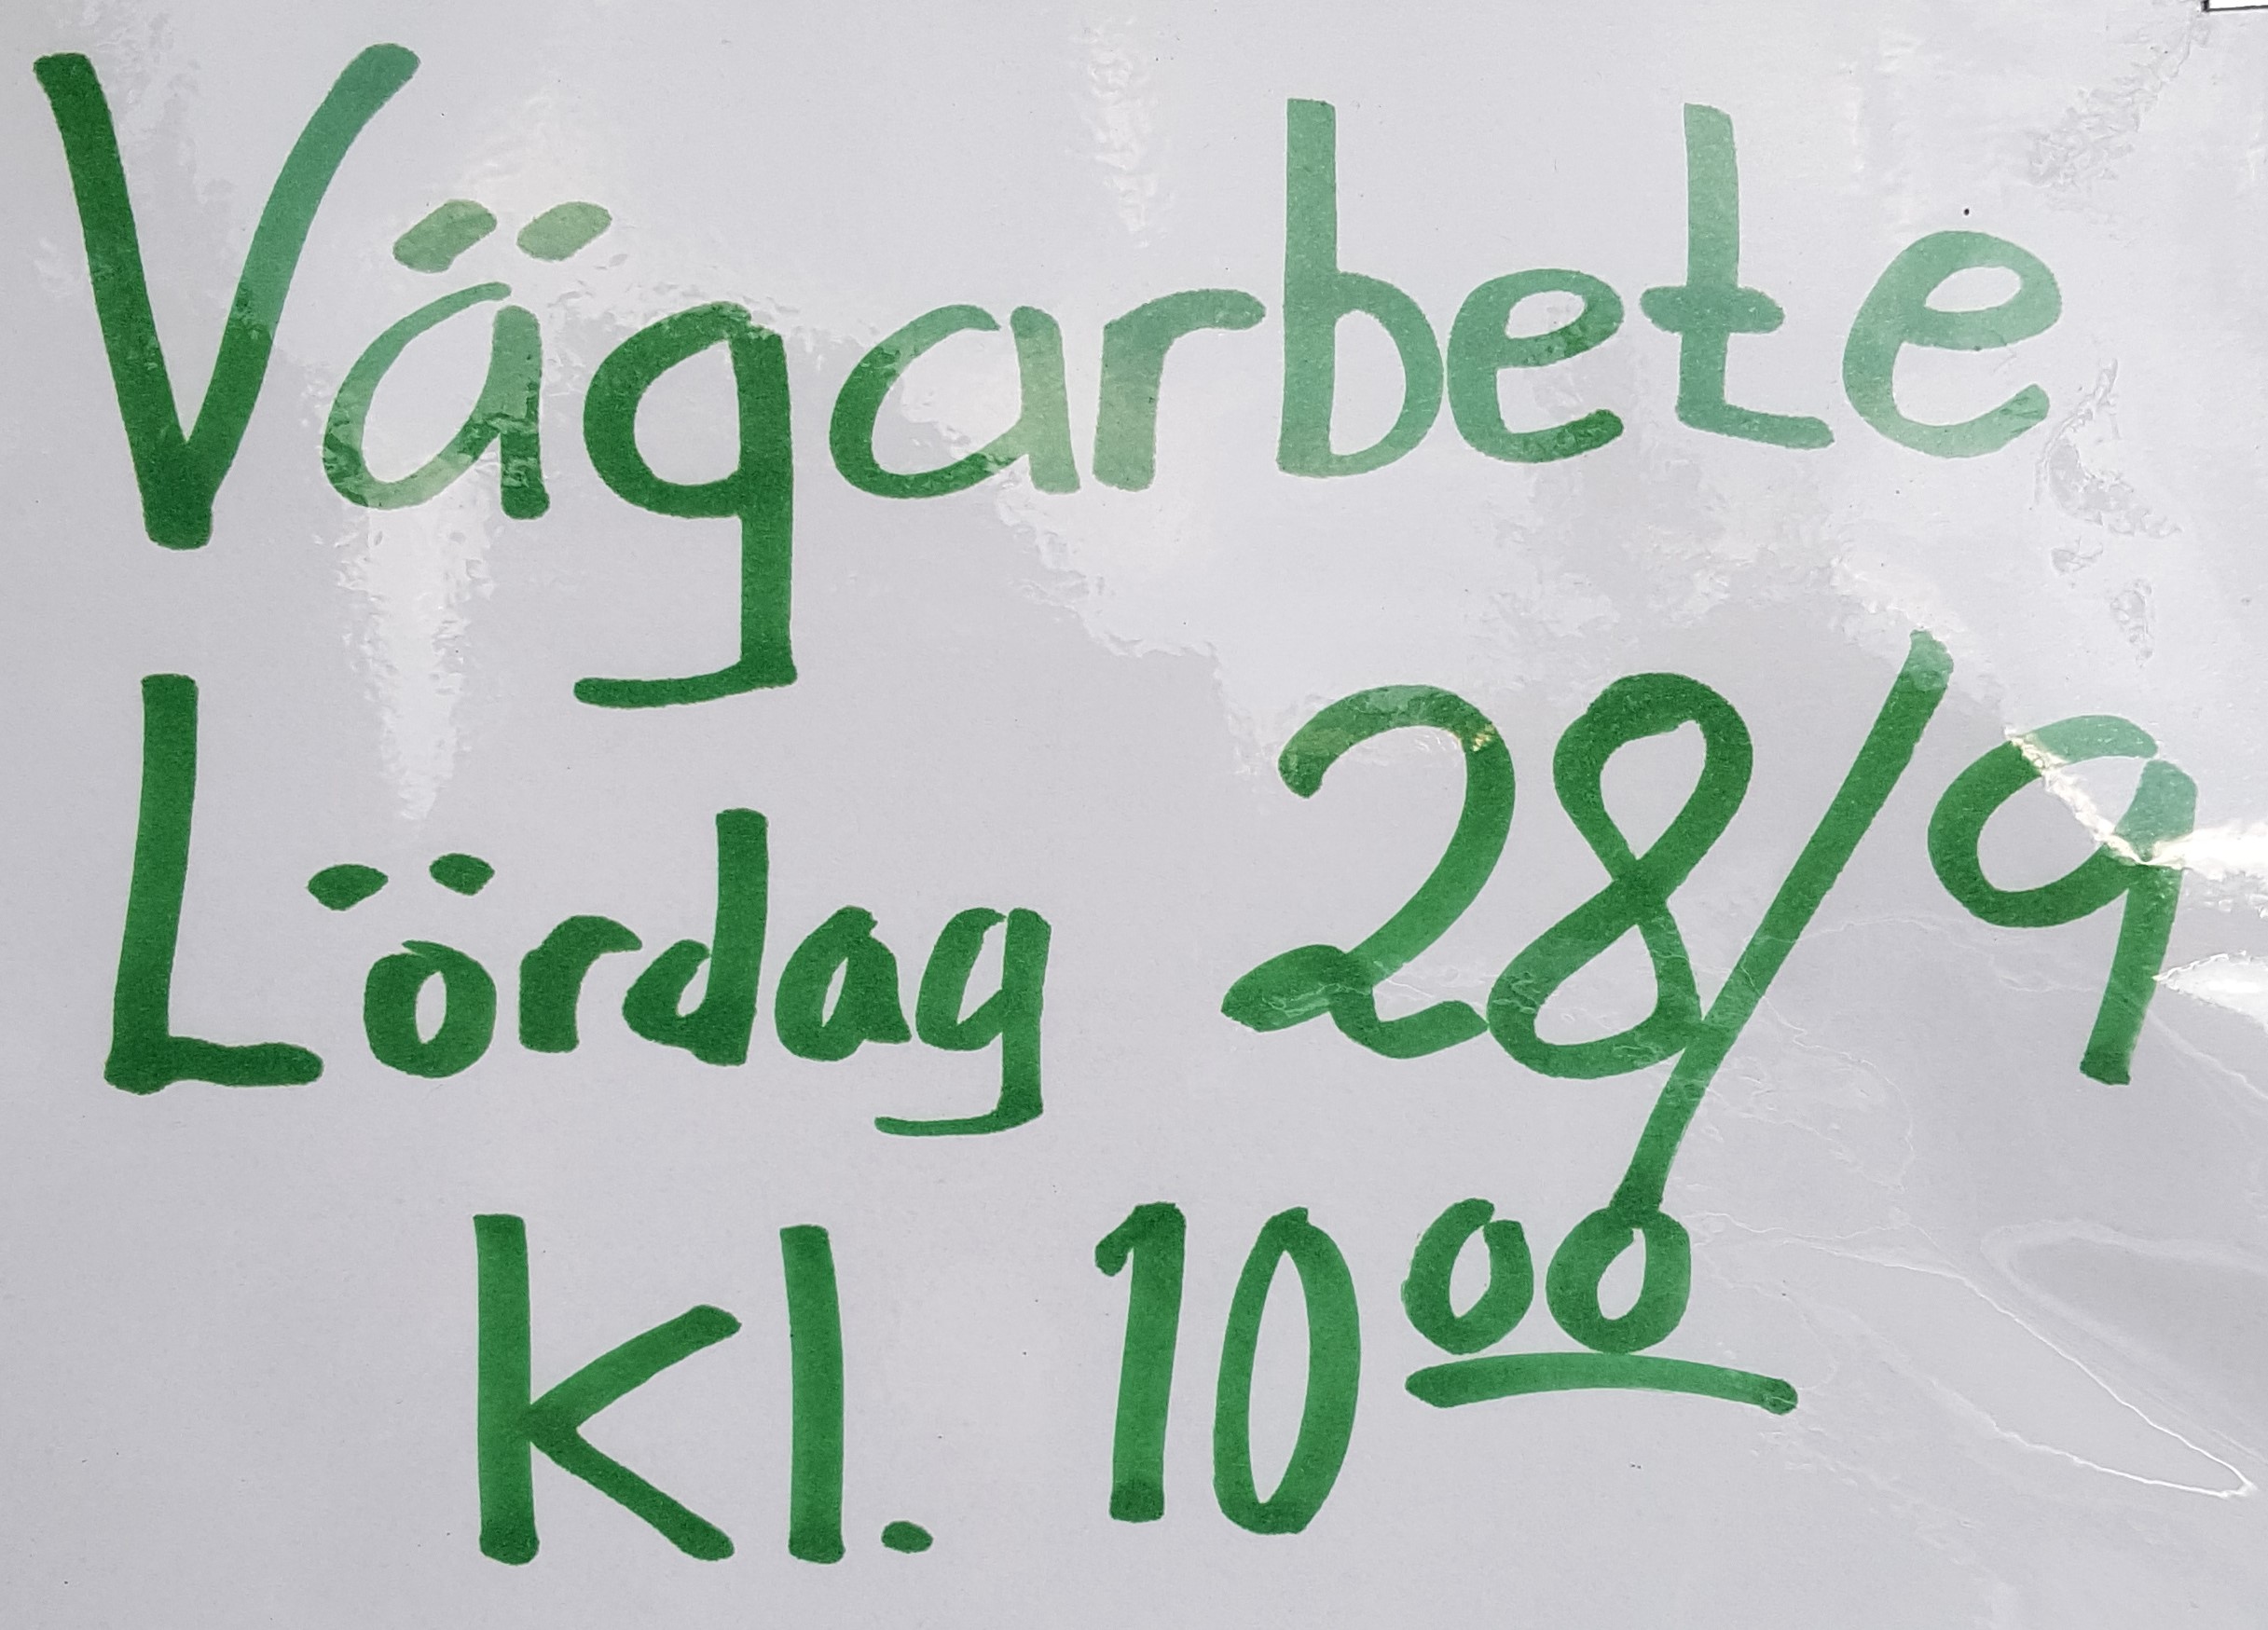 Vägarbete
Lördag 28/9
kl. 10⁰⁰